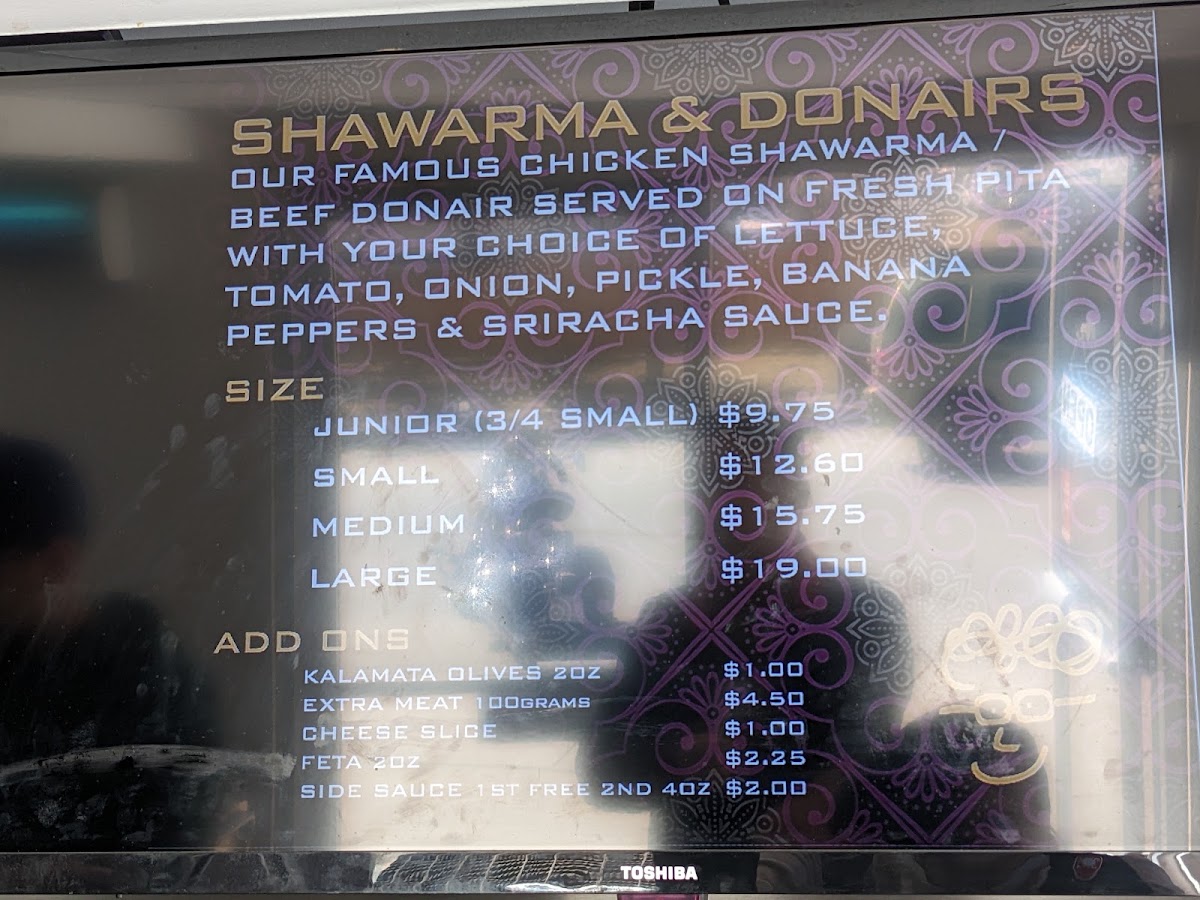 SHAWARMA & DONAIRS
OUR FAMOUS CHICKEN SHAWARMA /
BEEF DONAIR SERVED ON FRESH PITA
WITH YOUR CHOICE OF LETTUCE,
TOMATO, ONION, PICKLE, BANANA
PEPPERS & SRIRACHA SAUCE.
SIZE
JUNIOR (3/4 SMALL) $9.75
SMALL $12.60
MEDIUM $15.75
LARGE $19.00
ADD ONS
KALAMATA OLIVES 2OZ $1.00
EXTRA MEAT 100GRAMS $4.50
CHEESE SLICE $1.00
FETA 2OZ $2.25
SIDE SAUCE 1ST FREE 2ND 4OZ $2.00
TOSHIBA